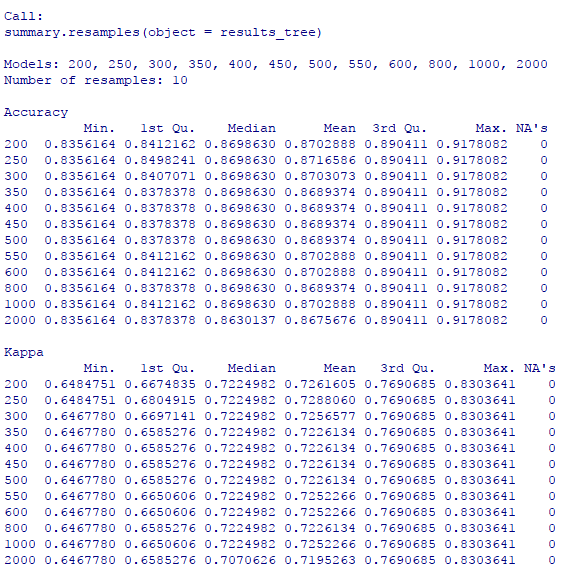 Call:
summary.resamples(object = results_tree)
Models: 200, 250, 300, 350, 400, 450, 500, 550, 600, 800, 1000, 2000
Number of resamples: 10
Accuracy
Min. 1st Qu. Median Mean 3rd Qu. Max. NA's
200 0.8356164 0.8412162 0.8698630 0.8702888 0.890411 0.9178082 0
250 0.8356164 0.8498241 0.8698630 0.8716586 0.890411 0.9178082 0
300 0.8356164 0.8407071 0.8698630 0.8703073 0.890411 0.9178082 0
350 0.8356164 0.8378378 0.8698630 0.8689374 0.890411 0.9178082 0
400 0.8356164 0.8378378 0.8698630 0.8689374 0.890411 0.9178082 0
450 0.8356164 0.8378378 0.8698630 0.8689374 0.890411 0.9178082 0
500 0.8356164 0.8378378 0.8698630 0.8689374 0.890411 0.9178082 0
550 0.8356164 0.8412162 0.8698630 0.8702888 0.890411 0.9178082 0
600 0.8356164 0.8412162 0.8698630 0.8702888 0.890411 0.9178082 0
800 0.8356164 0.8378378 0.8698630 0.8689374 0.890411 0.9178082 0
1000 0.8356164 0.8412162 0.8698630 0.8702888 0.890411 0.9178082 0
2000 0.8356164 0.8378378 0.8630137 0.8675676 0.890411 0.9178082 0
Kappa
Min. 1st Qu. Median Mean 3rd Qu. Max. NA's
200 0.6484751 0.6674835 0.7224982 0.7261605 0.7690685 0.8303641 0
250 0.6484751 0.6804915 0.7224982 0.7288060 0.7690685 0.8303641 0
300 0.6467780 0.6697141 0.7224982 0.7256577 0.7690685 0.8303641 0
350 0.6467780 0.6585276 0.7224982 0.7226134 0.7690685 0.8303641 0
400 0.6467780 0.6585276 0.7224982 0.7226134 0.7690685 0.8303641 0
450 0.6467780 0.6585276 0.7224982 0.7226134 0.7690685 0.8303641 0
500 0.6467780 0.6585276 0.7224982 0.7226134 0.7690685 0.8303641 0
550 0.6467780 0.6650606 0.7224982 0.7252266 0.7690685 0.8303641 0
600 0.6467780 0.6650606 0.7224982 0.7252266 0.7690685 0.8303641 0
800 0.6467780 0.6585276 0.7224982 0.7226134 0.7690685 0.8303641 0
1000 0.6467780 0.6650606 0.7224982 0.7252266 0.7690685 0.8303641 0
2000 0.6467780 0.6585276 0.7070626 0.7195263 0.7690685 0.8303641 0